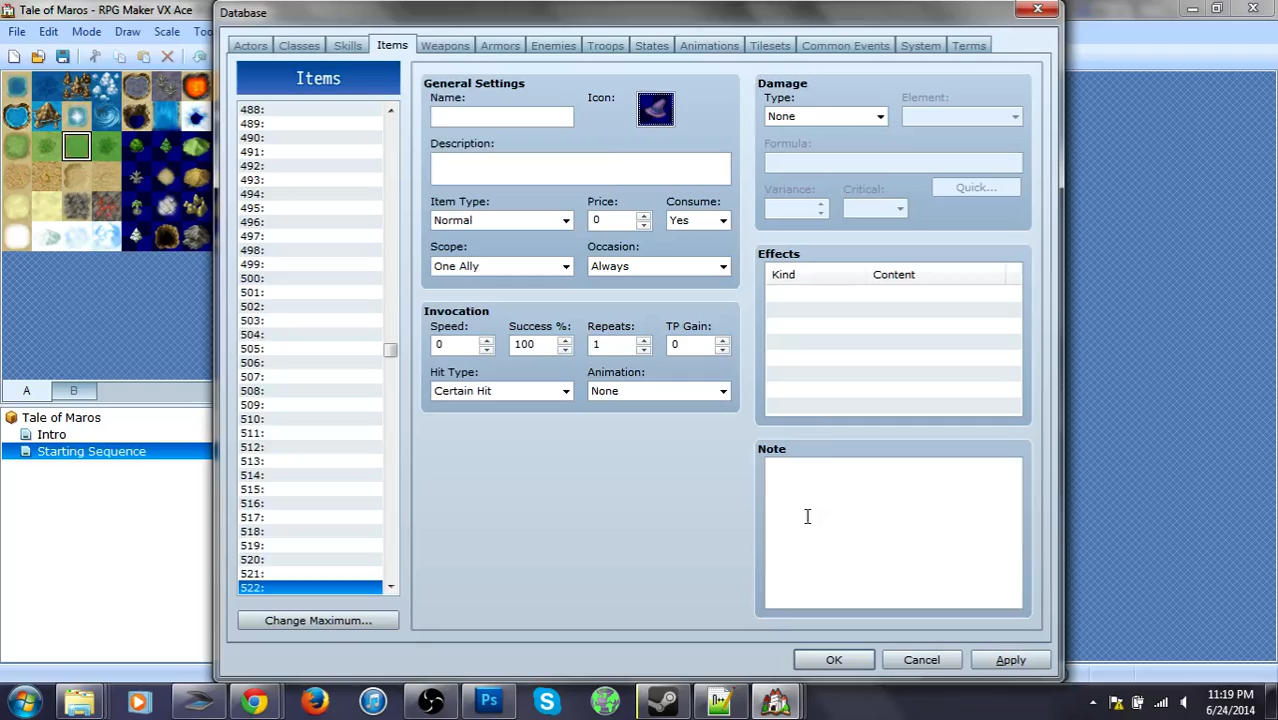 Tale of Maros - RPG Maker VX Ace
Database
File Edit Mode Draw Scale Too
Actors Classes Skills Items Weapons Armors Enemies Troops States Animations Tilesets Common Events System Terms
Items
488:
489:
490:
491:
492:
493:
494:
495:
496:
497:
498:
499:
500:
501:
502:
503:
504:
505:
506:
507:
508:
509:
510:
511:
512:
513:
514:
515:
516:
517:
518:
519:
520:
521:
522:
Change Maximum...
General Settings
Name: Icon:
Description:
Item Type: Price: Consume:
Normal 0 Yes
Scope: Occasion:
One Ally Always
Invocation
Speed: Success %: Repeats: TP Gain:
0 100 1 0
Hit Type: Animation:
Certain Hit None
Damage
Type: Element:
None
Formula:
Variance: Critical: Quick...
Effects
Kind Content
Note
OK Cancel Apply
A B
Tale of Maros
Intro
Starting Sequence
Ps
11:19 PM
6/24/2014